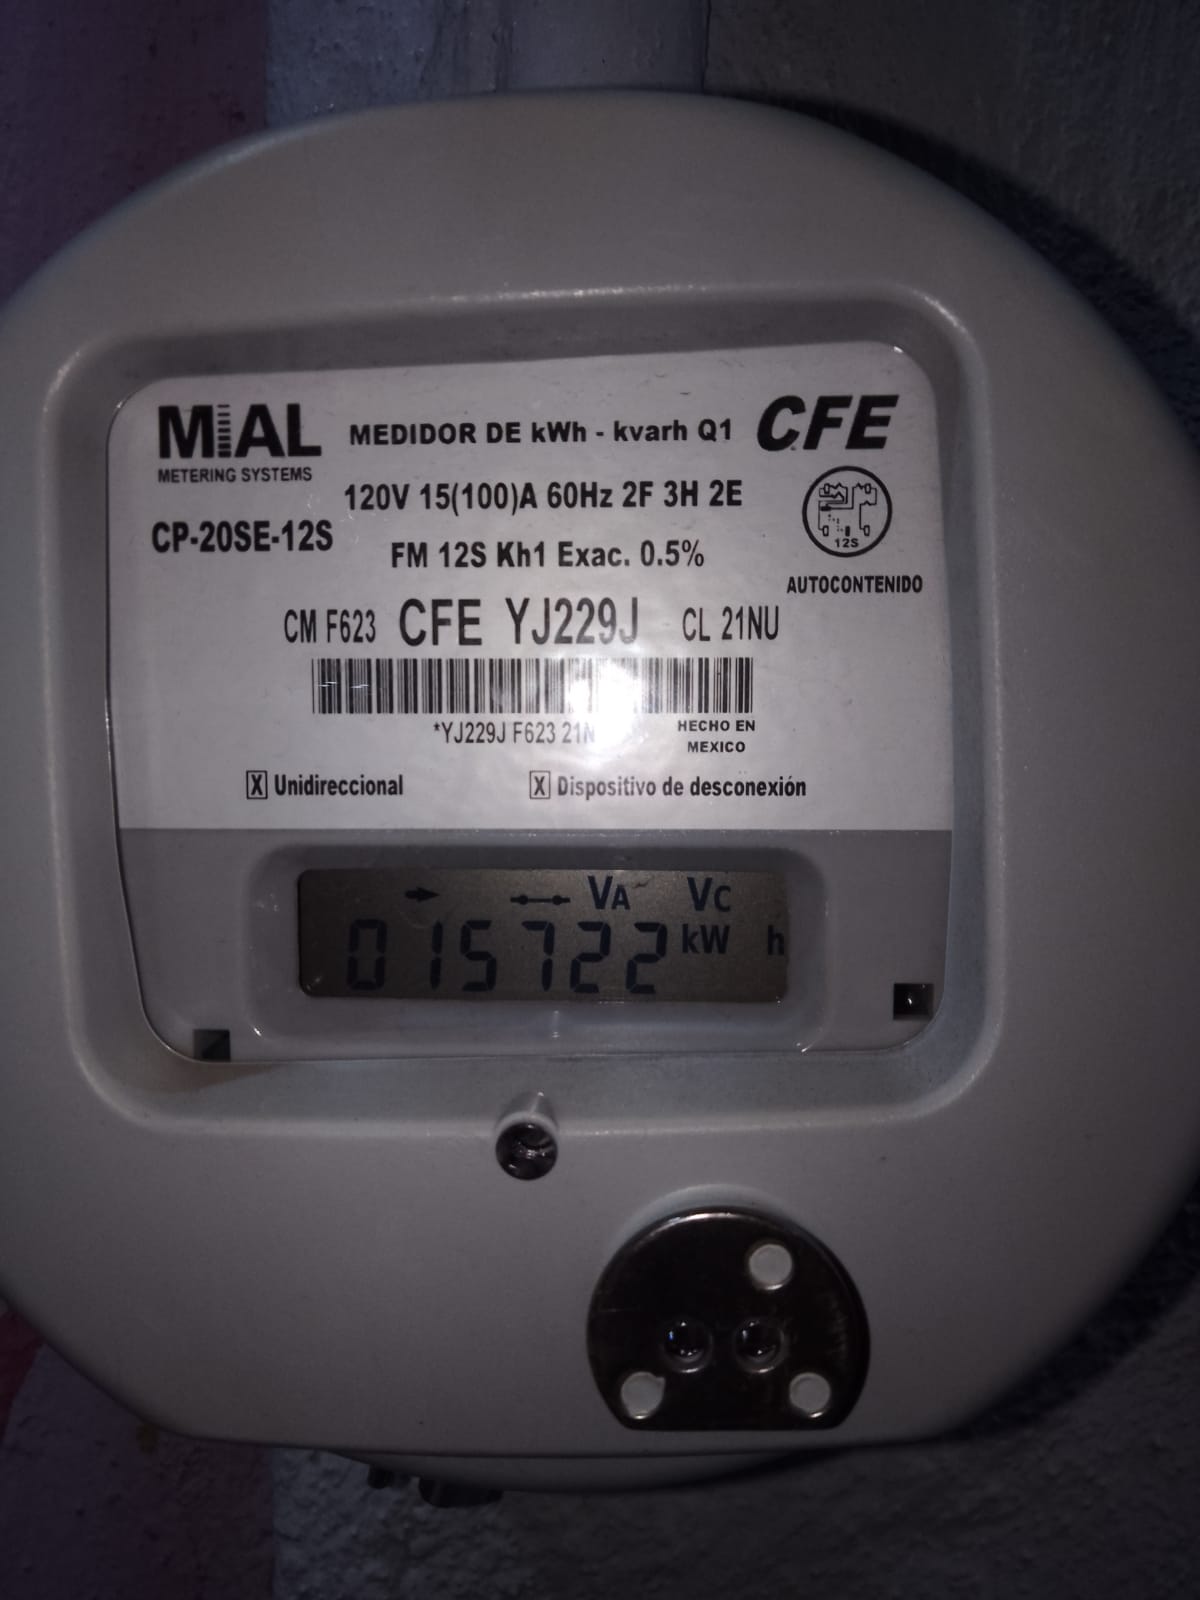 MIAL
METERING SYSTEMS
MEDIDOR DE kWh - kvarh Q1
CFE
120V 15(100)A 60Hz 2F 3H 2E
CP-20SE-12S
FM 12S Kh1 Exac. 0.5%
12S
AUTOCONTENIDO
CM F623 CFE YJ229J CL 21NU
*YJ229J F623 21N
HECHO EN
MEXICO
X Unidireccional
X Dispositivo de desconexión
VA VC
015722 kW h